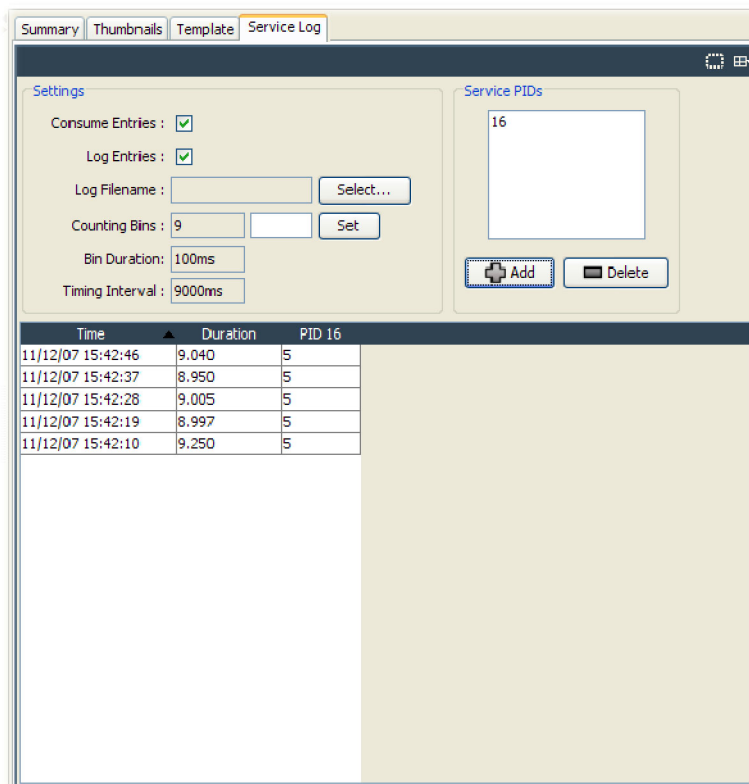 Summary Thumbnails Template Service Log
Settings
Service PIDs
Consume Entries :
16
Log Entries :
Log Filename : Select...
Counting Bins : 9 Set
Bin Duration: 100ms
Add Delete
Timing Interval : 9000ms
Time Duration PID 16
11/12/07 15:42:46 9.040 5
11/12/07 15:42:37 8.950 5
11/12/07 15:42:28 9.005 5
11/12/07 15:42:19 8.997 5
11/12/07 15:42:10 9.250 5